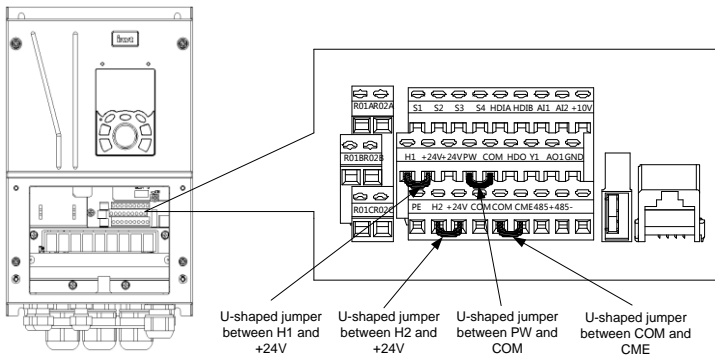 invt
R01A R02A
S1 S2 S3 S4 HDIA HDIB AI1 AI2 +10V
R01B R02B
H1 +24V +24V PW COM HDO Y1 AO1 GND
R01C R02C
PE H2 +24V COM COM CME 485+ 485-
U-shaped jumper
between H1 and
+24V
U-shaped jumper
between H2 and
+24V
U-shaped jumper
between PW and
COM
U-shaped jumper
between COM and
CME